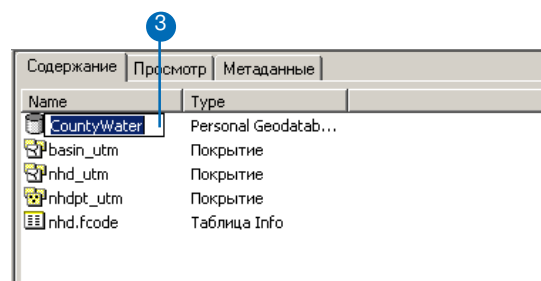 3
Содержание Просмотр Метаданные
Name Type
CountyWater Personal Geodatab...
basin_utm Покрытие
nhd_utm Покрытие
nhdpt_utm Покрытие
nhd.fcode Таблица Info